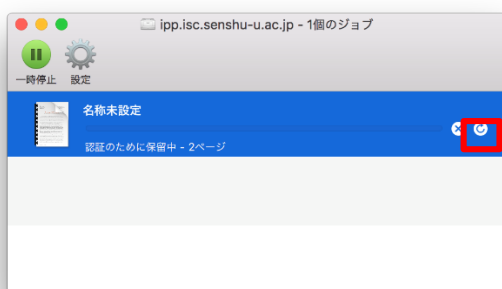 ipp.isc.senshu-u.ac.jp - 1個のジョブ
一時停止 設定
名称未設定
認証のために保留中 - 2ページ